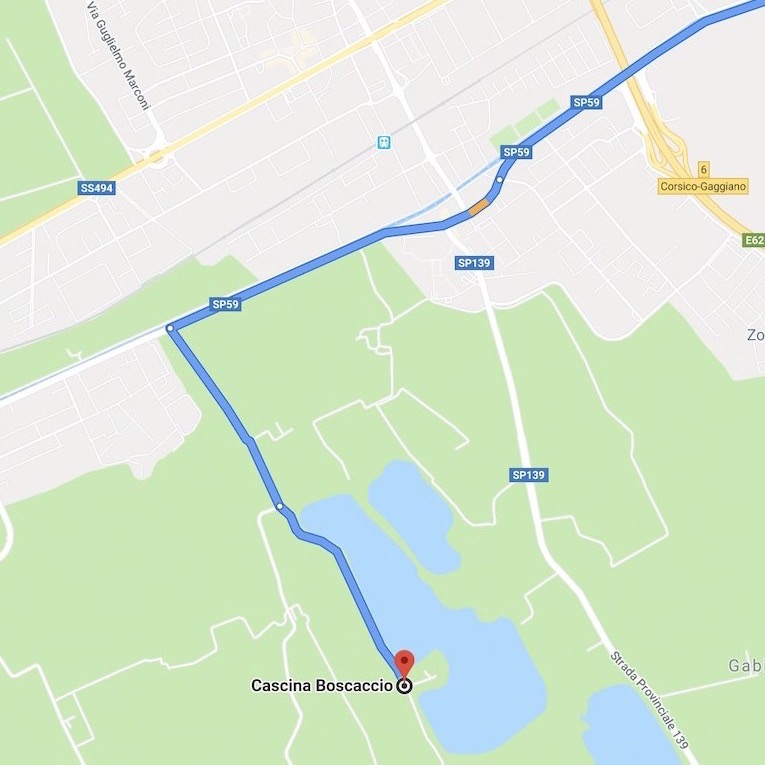 Via Guglielmo Marconi
SP59
SP59
6
Corsico-Gaggiano
SS494
E62
SP139
SP59
Zo
SP139
Gab
Strada Provinciale 139
Cascina Boscaccio